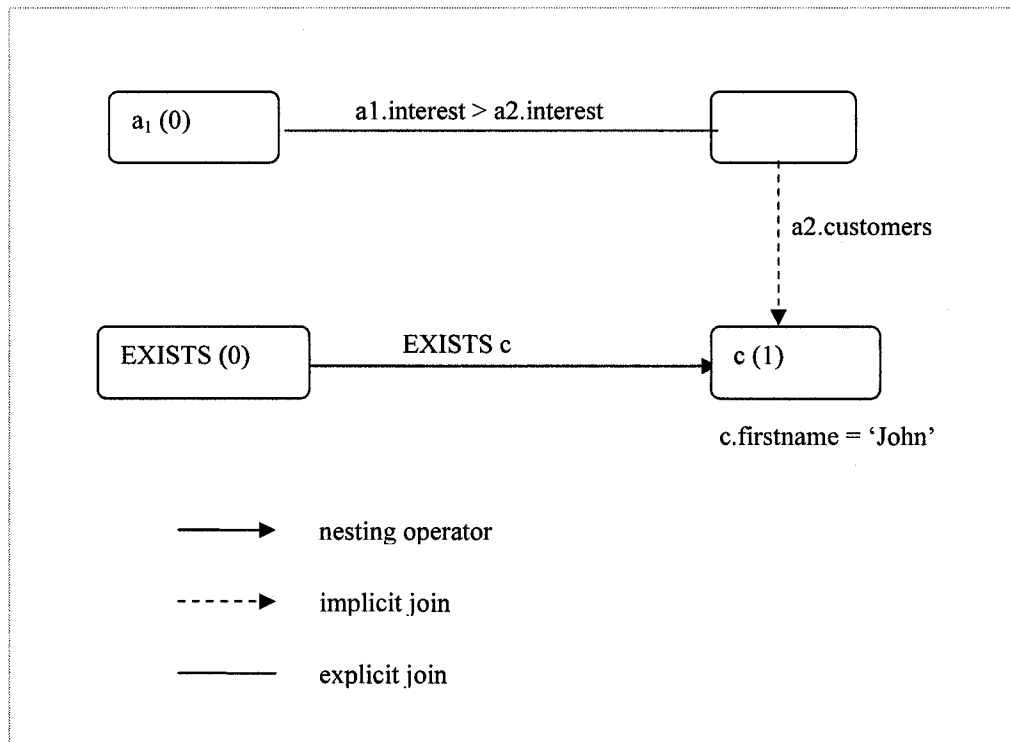 a₁ (0)
a1.interest > a2.interest
a2.customers
EXISTS (0)
EXISTS c
c (1)
c.firstname = ‘John’
nesting operator
implicit join
explicit join